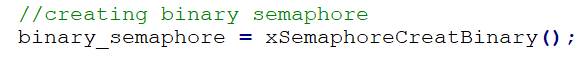 //creating binary semaphore
binary_semaphore = xSemaphoreCreatBinary();